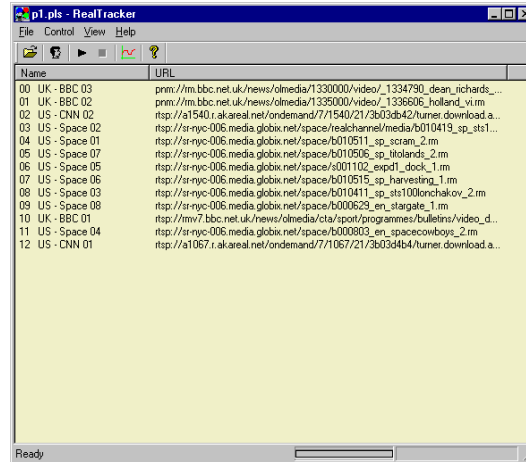 p1.pls - RealTracker
File Control View Help
Name URL
00 UK - BBC 03 pnm://rm.bbc.net.uk/news/olmedia/1330000/video/_1334790_dean_richards_...
01 UK - BBC 02 pnm://rm.bbc.net.uk/news/olmedia/1335000/video/_1336606_holland_vi.rm
02 US - CNN 02 rtsp://a1540.r.akareal.net/ondemand/7/1540/21/3b03db42/turner.download.a...
03 US - Space 02 rtsp://sr-nyc-006.media.globix.net/space/realchannel/media/b010419_sp_sts1...
04 US - Space 01 rtsp://sr-nyc-006.media.globix.net/space/b010511_sp_scram_2.rm
05 US - Space 07 rtsp://sr-nyc-006.media.globix.net/space/b010506_sp_titolands_2.rm
06 US - Space 05 rtsp://sr-nyc-006.media.globix.net/space/s001102_expd1_dock_1.rm
07 US - Space 06 rtsp://sr-nyc-006.media.globix.net/space/b010515_sp_harvesting_1.rm
08 US - Space 03 rtsp://sr-nyc-006.media.globix.net/space/b010411_sp_sts100lonchakov_2.rm
09 US - Space 08 rtsp://sr-nyc-006.media.globix.net/space/b000629_en_stargate_1.rm
10 UK - BBC 01 rtsp://rmv7.bbc.net.uk/news/olmedia/cta/sport/programmes/bulletins/video_d...
11 US - Space 04 rtsp://sr-nyc-006.media.globix.net/space/b000803_en_spacecowboys_2.rm
12 US - CNN 01 rtsp://a1067.r.akareal.net/ondemand/7/1067/21/3b03d4b4/turner.download.a...
Ready